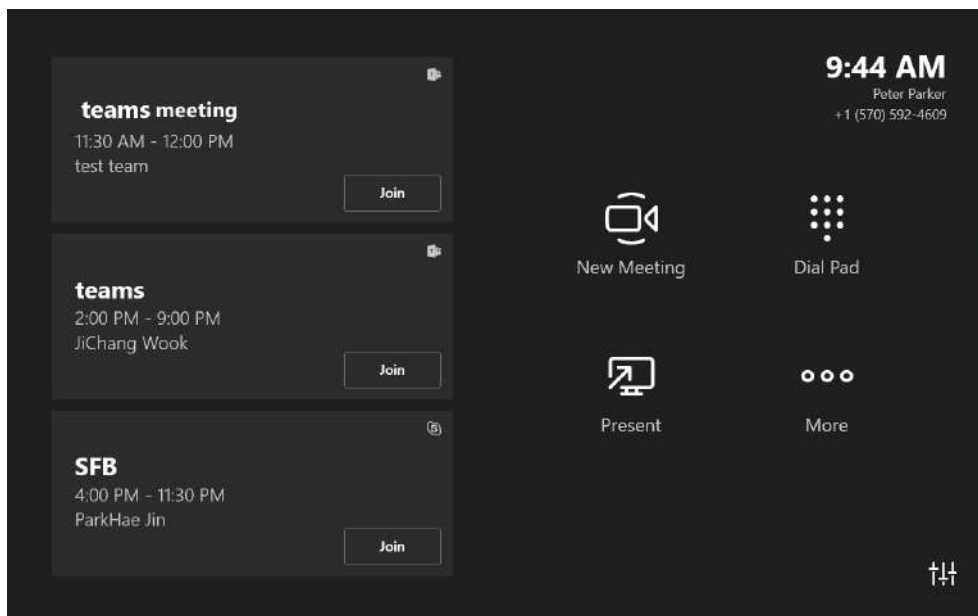 teams meeting
11:30 AM - 12:00 PM
test team
Join
teams
2:00 PM - 9:00 PM
JiChang Wook
Join
SFB
4:00 PM - 11:30 PM
ParkHae Jin
Join
9:44 AM
Peter Parker
+1 (570) 592-4609
New Meeting
Dial Pad
Present
More